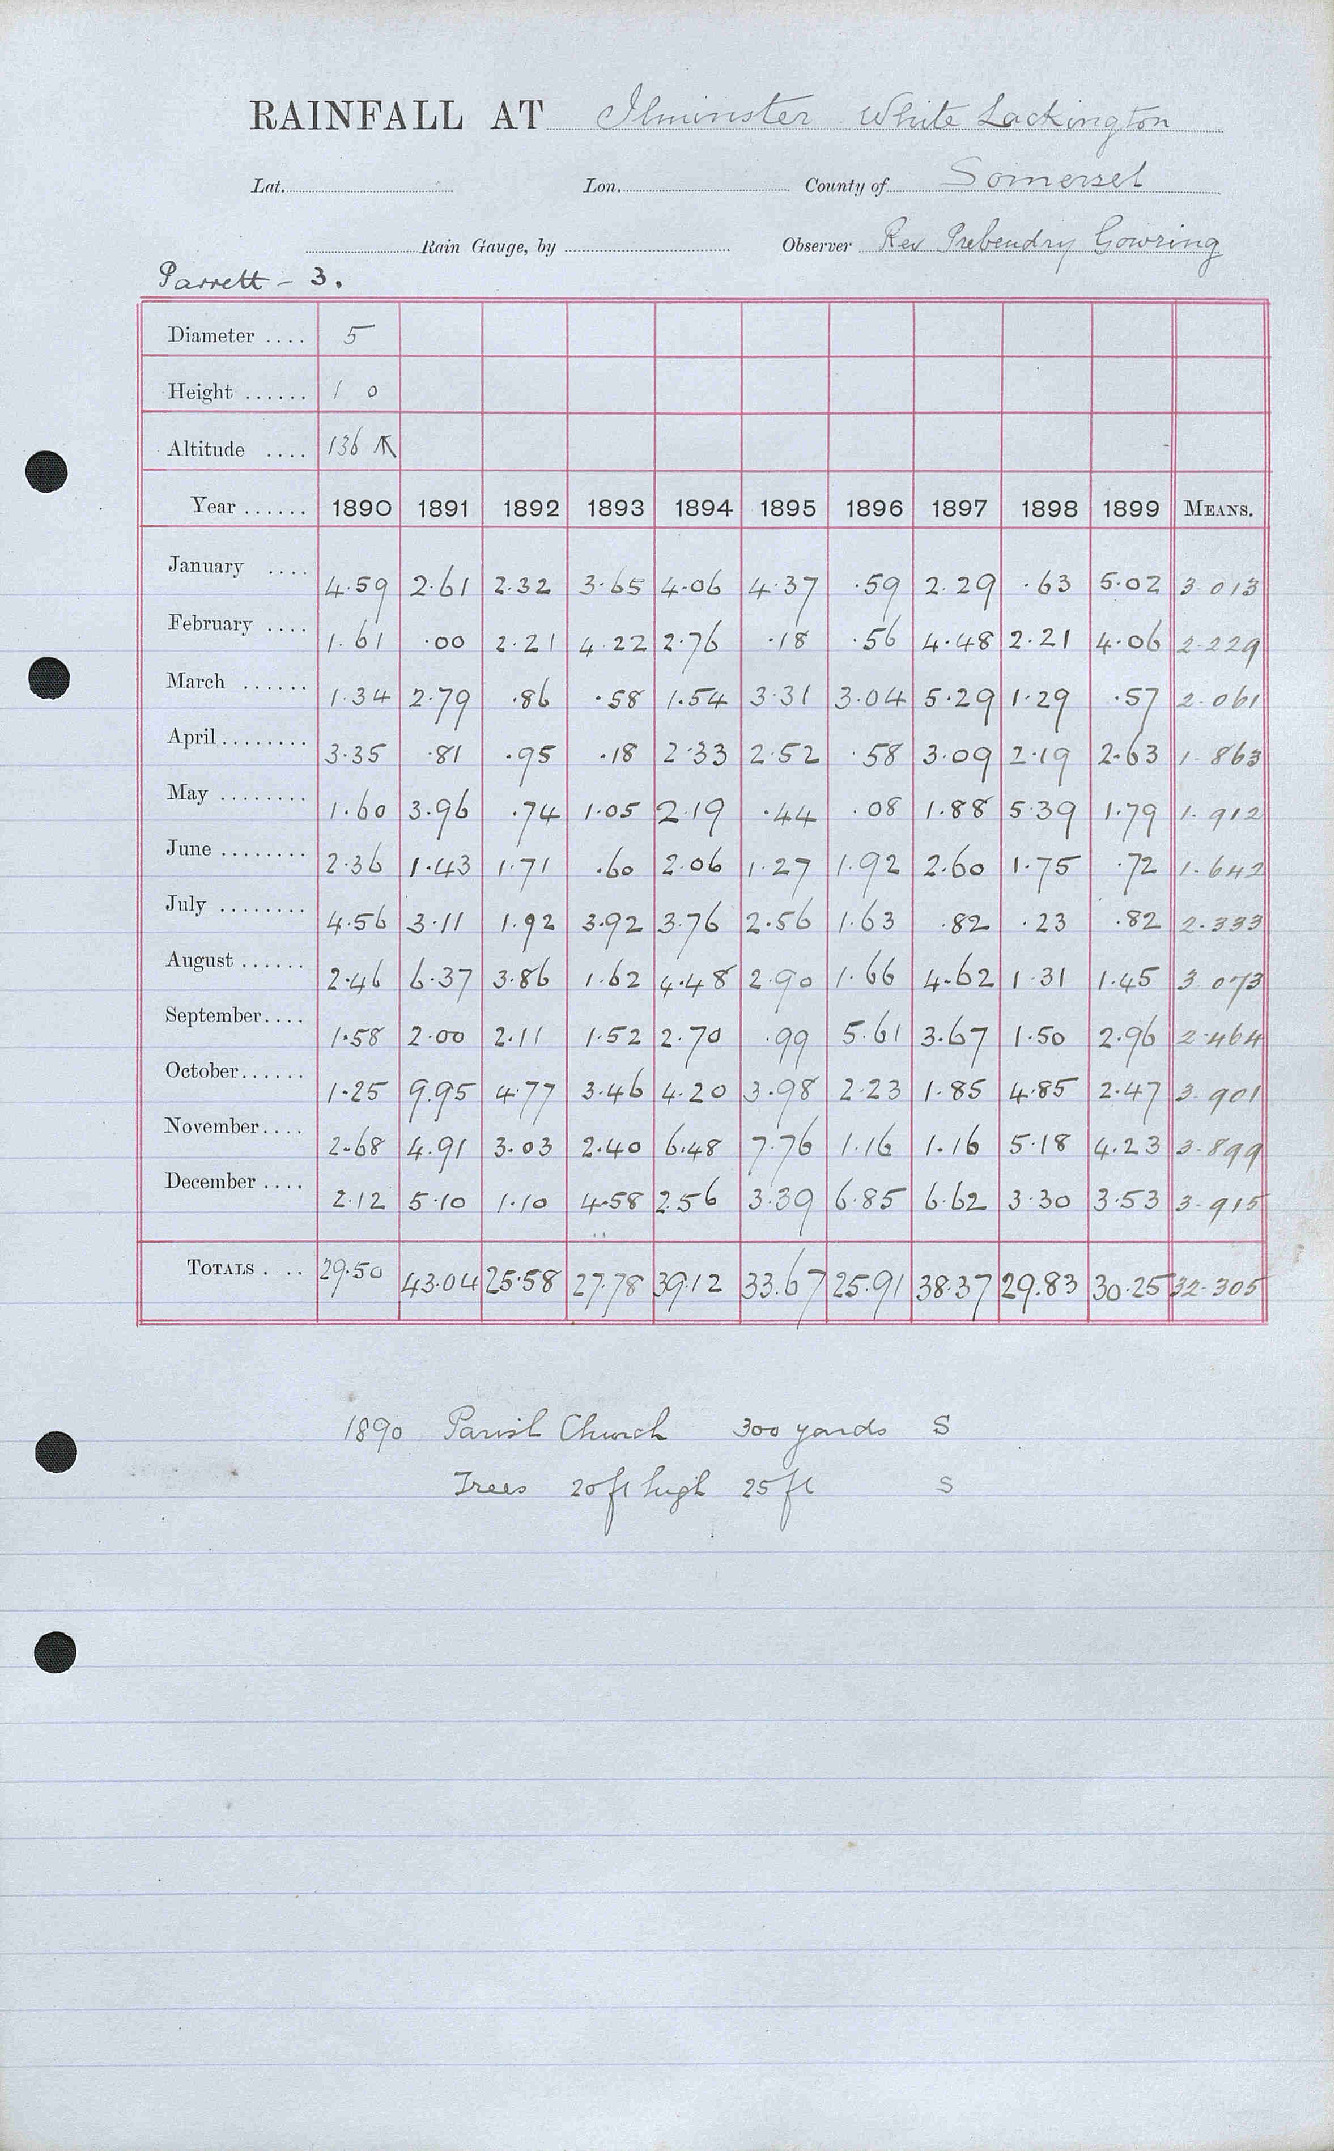 RAINFALL AT Ilminster White Lackington
Lat. Lon. County of Somerset
Rain Gauge, by Observer Rev Prebendry Gowring
Parrett - 3.
Diameter .... 5
Height ...... 1 0
Altitude .... 136
Year ...... 1890 1891 1892 1893 1894 1895 1896 1897 1898 1899 MEANS.
January .... 4.59 2.61 2.32 3.65 4.06 4.37 .59 2.29 .63 5.02 3.013
February .... 1.61 .00 2.21 4.22 2.76 .18 .56 4.48 2.21 4.06 2.229
March ...... 1.34 2.79 .86 .58 1.54 3.31 3.04 5.29 1.29 .57 2.061
April........ 3.35 .81 .95 .18 2.33 2.52 .58 3.09 2.19 2.63 1.863
May ........ 1.60 3.96 .74 1.05 2.19 .44 .08 1.88 5.39 1.79 1.912
June ........ 2.36 1.43 1.71 .60 2.06 1.27 1.92 2.60 1.75 .72 1.642
July ........ 4.56 3.11 1.92 3.92 3.76 2.56 1.63 .82 .23 .82 2.333
August ...... 2.46 6.37 3.86 1.62 4.48 2.90 1.66 4.62 1.31 1.45 3.073
September.... 1.58 2.00 2.11 1.52 2.70 .99 5.61 3.67 1.50 2.96 2.464
October...... 1.25 9.95 4.77 3.46 4.20 3.98 2.23 1.85 4.85 2.47 3.901
November.... 2.68 4.91 3.03 2.40 6.48 7.76 1.16 1.16 5.18 4.23 3.899
December .... 2.12 5.10 1.10 4.58 2.56 3.39 6.85 6.62 3.30 3.53 3.915
TOTALS .... 29.50 43.04 25.58 27.78 39.12 33.67 25.91 38.37 29.83 30.25 32.305
1890 Parish Church 300 yards S
Trees 20 ft high 25 ft S